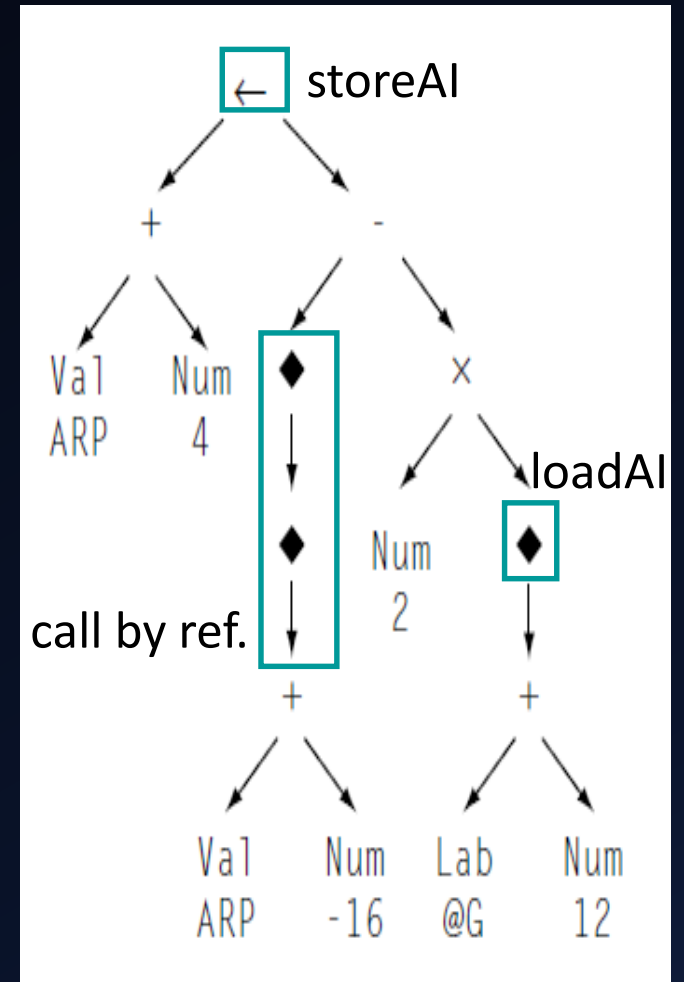 ← storeAI
+ -
Val Num ♦ ×
ARP 4
loadAI
♦ ♦
Num
2
call by ref.
+ +
Val Num Lab Num
ARP -16 @G 12